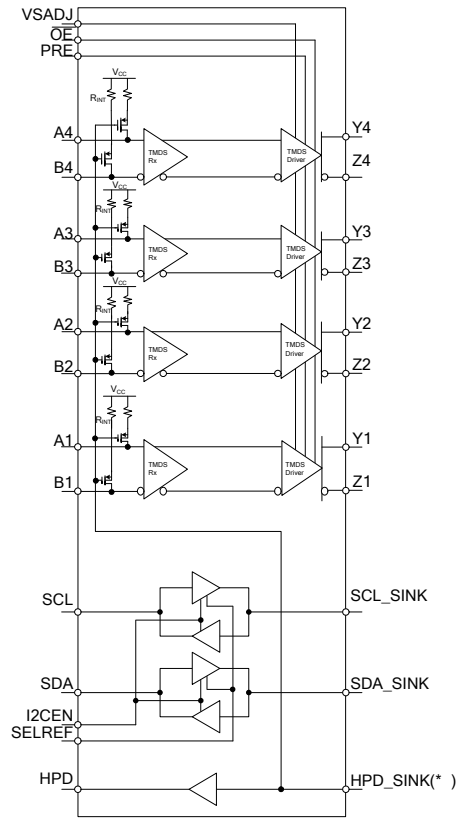 VSADJ
OE
PRE
VCC
RINT
A4
B4
TMDS
Rx
TMDS
Driver
Y4
Z4
VCC
RINT
A3
B3
TMDS
Rx
TMDS
Driver
Y3
Z3
VCC
RINT
A2
B2
TMDS
Rx
TMDS
Driver
Y2
Z2
VCC
RINT
A1
B1
TMDS
Rx
TMDS
Driver
Y1
Z1
SCL
SCL_SINK
SDA
SDA_SINK
I2CEN
SELREF
HPD
HPD_SINK(* )